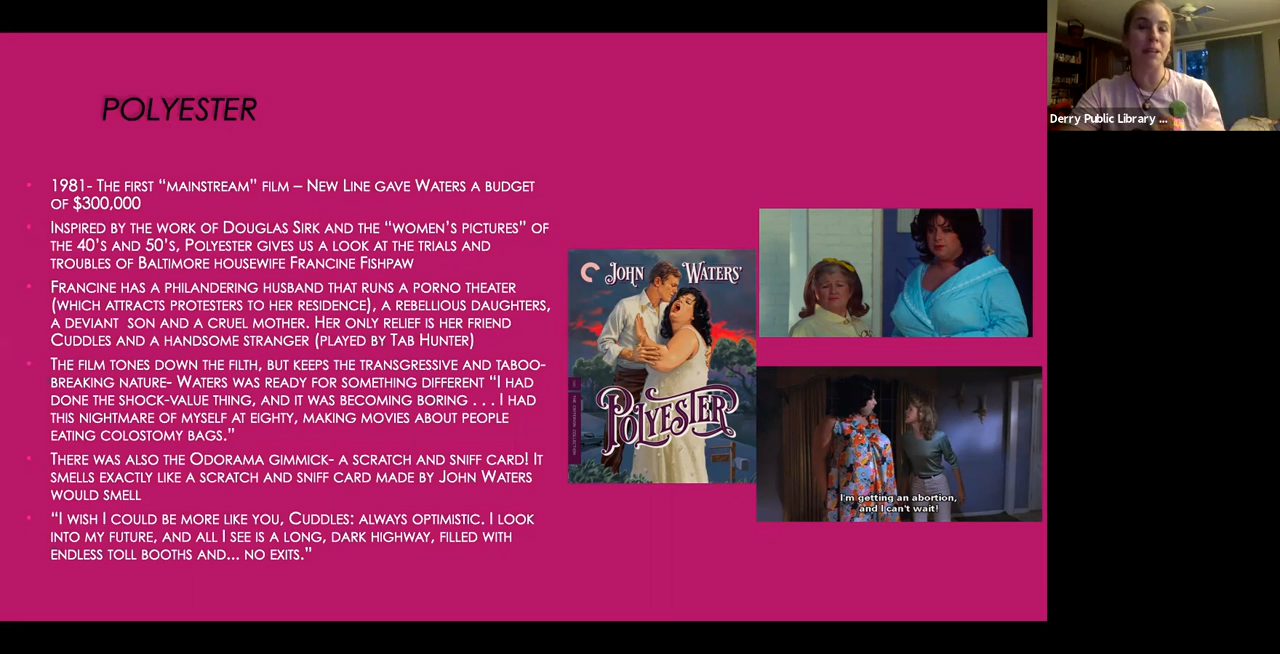 POLYESTER
1981- The first “mainstream” film – New Line gave Waters a budget
of $300,000
Inspired by the work of Douglas Sirk and the “women’s pictures” of
the 40’s and 50’s, Polyester gives us a look at the trials and
troubles of Baltimore housewife Francine Fishpaw
Francine has a philandering husband that runs a porno theater
(which attracts protesters to her residence), a rebellious daughters,
a deviant son and a cruel mother. Her only relief is her friend
Cuddles and a handsome stranger (played by Tab Hunter)
The film tones down the filth, but keeps the transgressive and taboo-
breaking nature- Waters was ready for something different “I had
done the shock-value thing, and it was becoming boring . . . I had
this nightmare of myself at eighty, making movies about people
eating colostomy bags.”
There was also the Odorama gimmick- a scratch and sniff card! It
smells exactly like a scratch and sniff card made by John Waters
would smell
“I wish I could be more like you, Cuddles: always optimistic. I look
into my future, and all I see is a long, dark highway, filled with
endless toll booths and... no exits.”
JOHN WATERS’
POLYESTER
THE CRITERION COLLECTION
I'm getting an abortion,
and I can't wait!
Derry Public Library ...